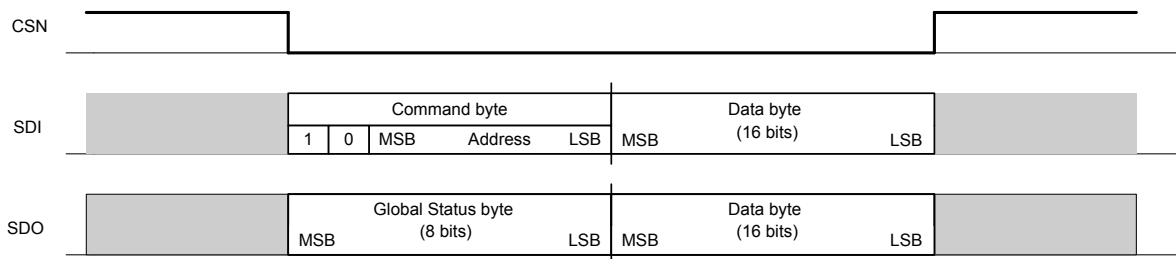 CSN
SDI
Command byte
1 0 MSB Address LSB
Data byte
(16 bits)
MSB LSB
SDO
Global Status byte
(8 bits)
MSB LSB
Data byte
(16 bits)
MSB LSB